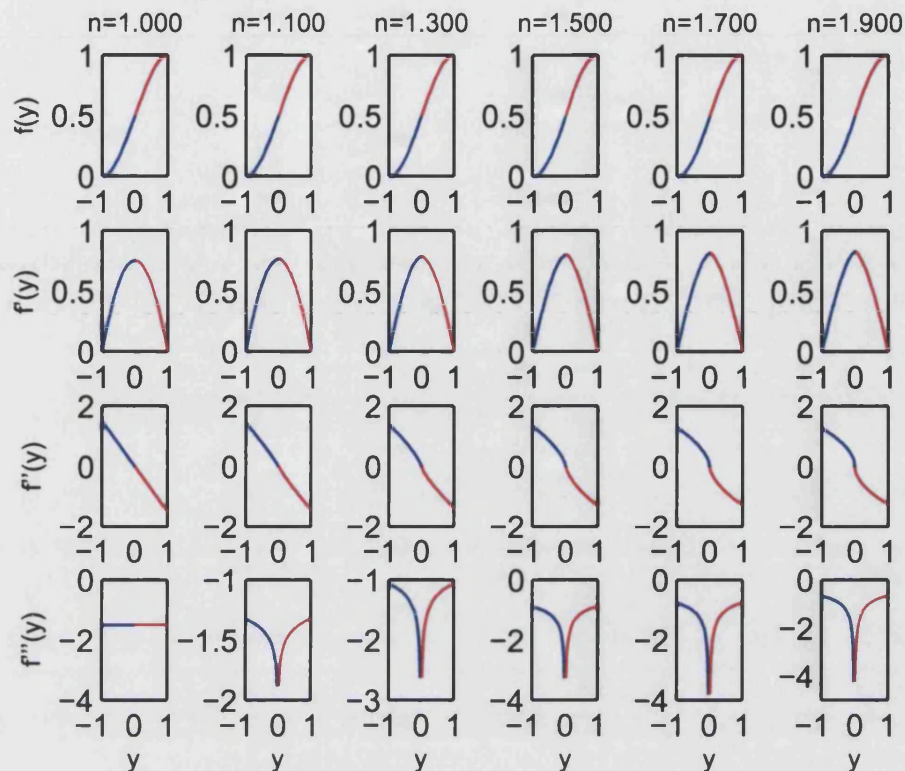 n=1.000 n=1.100 n=1.300 n=1.500 n=1.700 n=1.900
f(y)
1 1 1 1 1 1
0.5 0.5 0.5 0.5 0.5 0.5
0 0 0 0 0 0
−1 0 1 −1 0 1 −1 0 1 −1 0 1 −1 0 1 −1 0 1
f'(y)
1 1 1 1 1 1
0.5 0.5 0.5 0.5 0.5 0.5
0 0 0 0 0 0
−1 0 1 −1 0 1 −1 0 1 −1 0 1 −1 0 1 −1 0 1
f''(y)
2 2 2 2 2 2
0 0 0 0 0 0
−2 −2 −2 −2 −2 −2
−1 0 1 −1 0 1 −1 0 1 −1 0 1 −1 0 1 −1 0 1
f'''(y)
0 −1 −1 0 0 0
−2 −1.5 −2 −2 −2 −2
−4
−4 −2 −3 −4 −4
−1 0 1 −1 0 1 −1 0 1 −1 0 1 −1 0 1 −1 0 1
y y y y y y